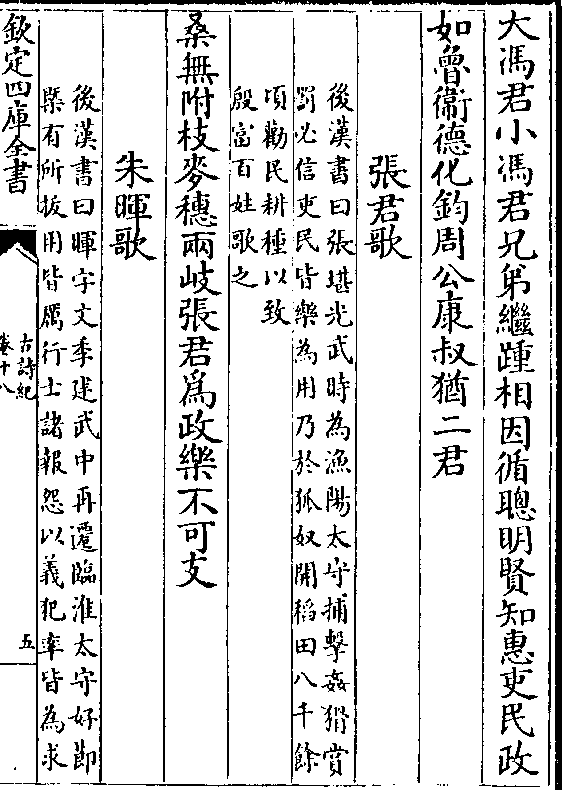 大馮君小馮君兄弟繼踵相因循聰明賢知惠吏民政
如魯衞德化鈞周公康叔猶二君
張君歌
後漢書曰張堪光武時為漁陽太守捕擊姦猾賞
罰必信吏民皆樂為用乃於狐奴開稻田八千餘
頃勸民耕種以致
殷富百姓歌之
桑無附枝麥穗兩岐張君為政樂不可支
朱暉歌
後漢書曰暉字文季建武中再遷臨淮太守好節
槩有所拔用皆厲行士諸報怨以義犯率皆為求
欽定四庫全書
古詩紀
卷十八
五